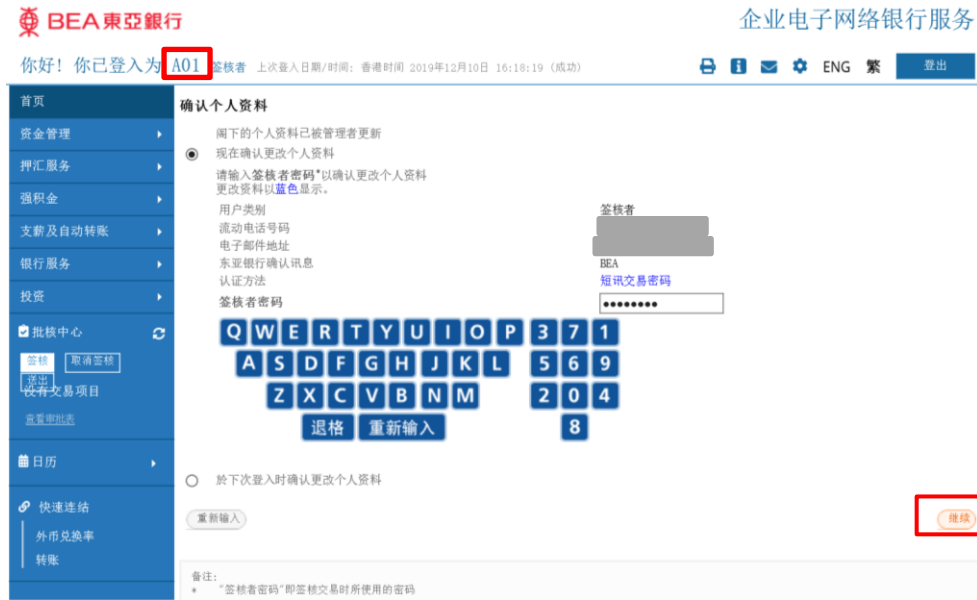 BEA東亞銀行
企业电子网络银行服务
你好！你已登入为 A01 签核者 上次登入日期/时间：香港时间 2019年12月10日 16:18:19（成功）
ENG 繁 登出
首页
资金管理
押汇服务
强积金
支薪及自动转账
银行服务
投资
批核中心
签核 取消签核
送出
没有交易项目
查看审批表
日历
快速连结
外币兑换率
转账
确认个人资料
阁下的个人资料已被管理者更新
现在确认更改个人资料
请输入签核者密码*以确认更改个人资料
更改资料以蓝色显示。
用户类别 签核者
流动电话号码
电子邮件地址
东亚银行确认讯息 BEA
认证方法 短讯交易密码
签核者密码 ••••••••
Q W E R T Y U I O P 3 7 1
A S D F G H J K L 5 6 9
Z X C V B N M 2 0 4
退格 重新输入 8
於下次登入时确认更改个人资料
重新输入 继续
备注：
* "签核者密码"即签核交易时所使用的密码